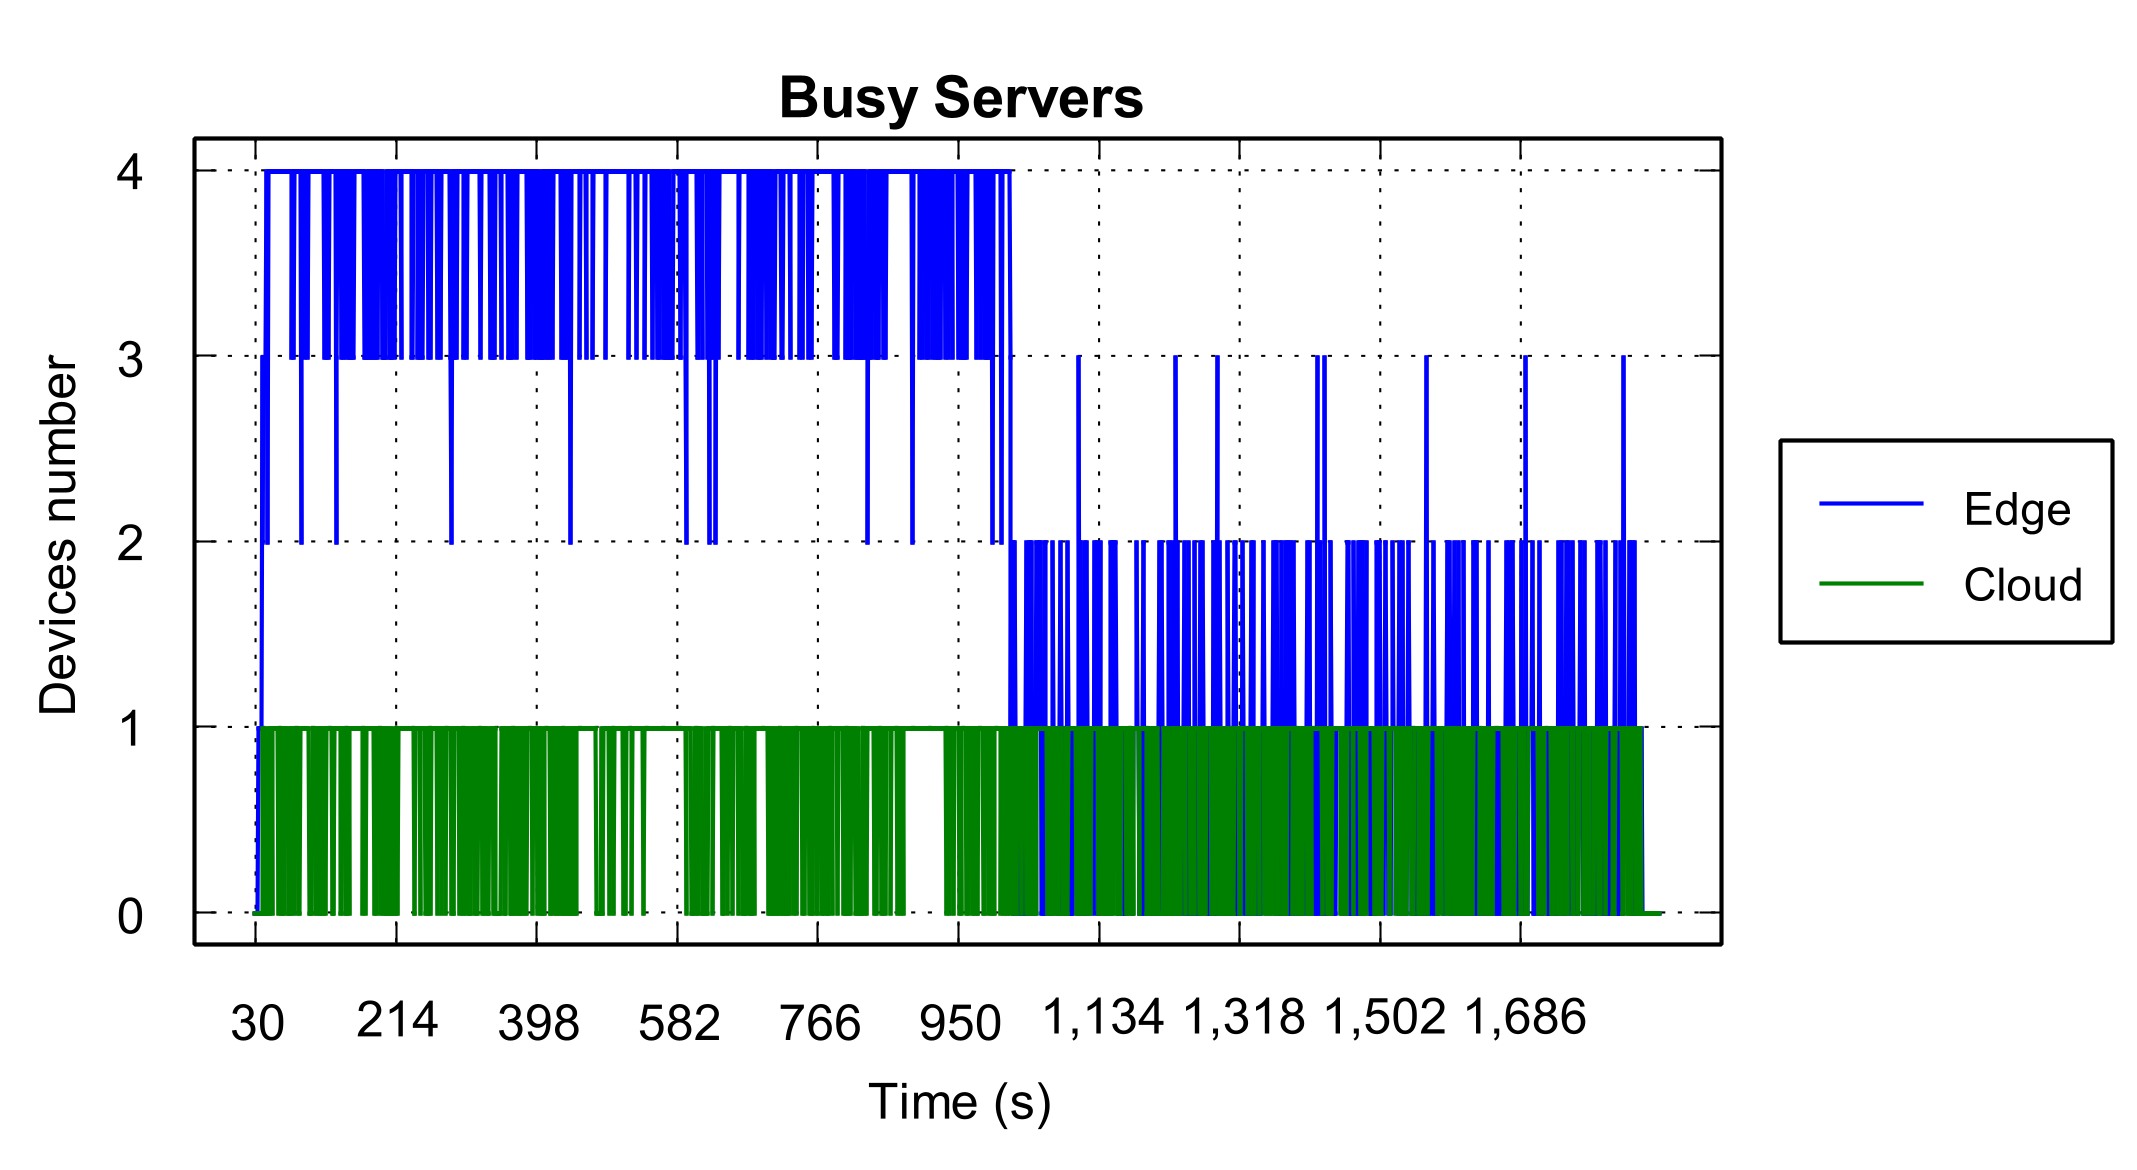 Busy Servers
4
3
2
1
0
Devices number
30 214 398 582 766 950 1,134 1,318 1,502 1,686
Time (s)
Edge
Cloud